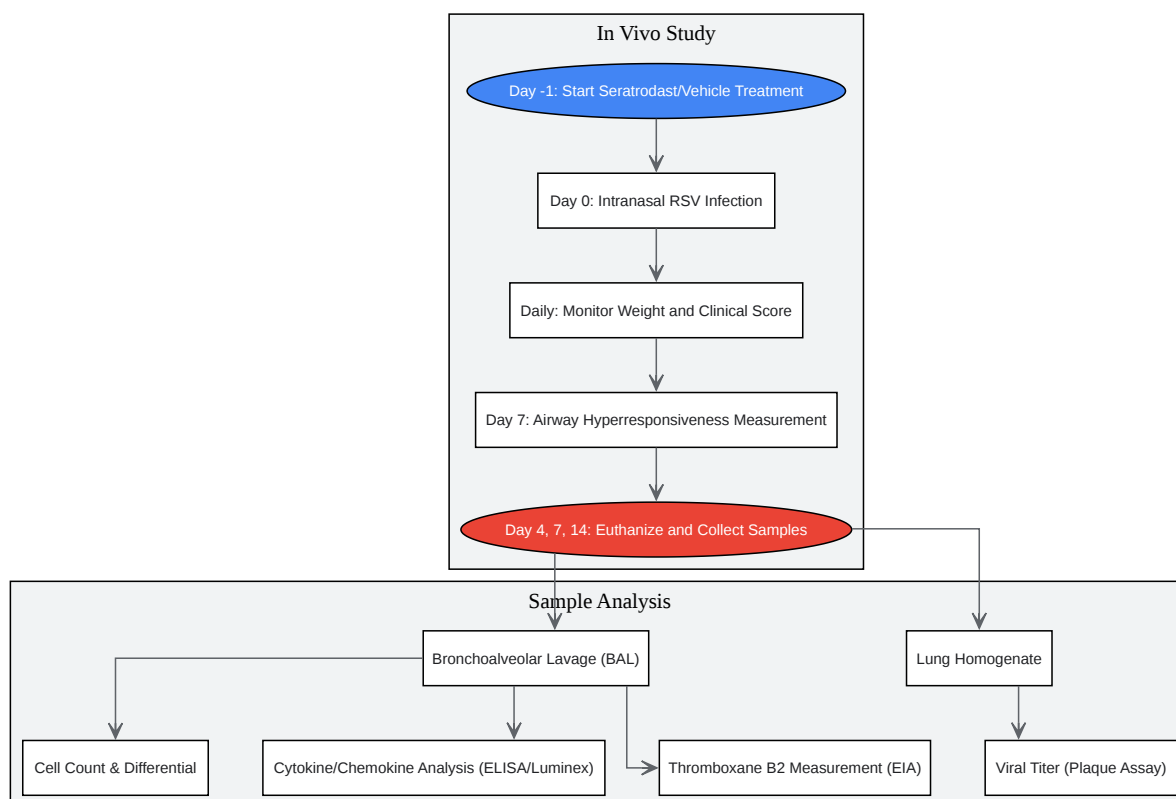 In Vivo Study
Day -1: Start Seratrodast/Vehicle Treatment
Day 0: Intranasal RSV Infection
Daily: Monitor Weight and Clinical Score
Day 7: Airway Hyperresponsiveness Measurement
Day 4, 7, 14: Euthanize and Collect Samples
Sample Analysis
Bronchoalveolar Lavage (BAL)
Lung Homogenate
Cell Count & Differential
Cytokine/Chemokine Analysis (ELISA/Luminex)
Thromboxane B2 Measurement (EIA)
Viral Titer (Plaque Assay)